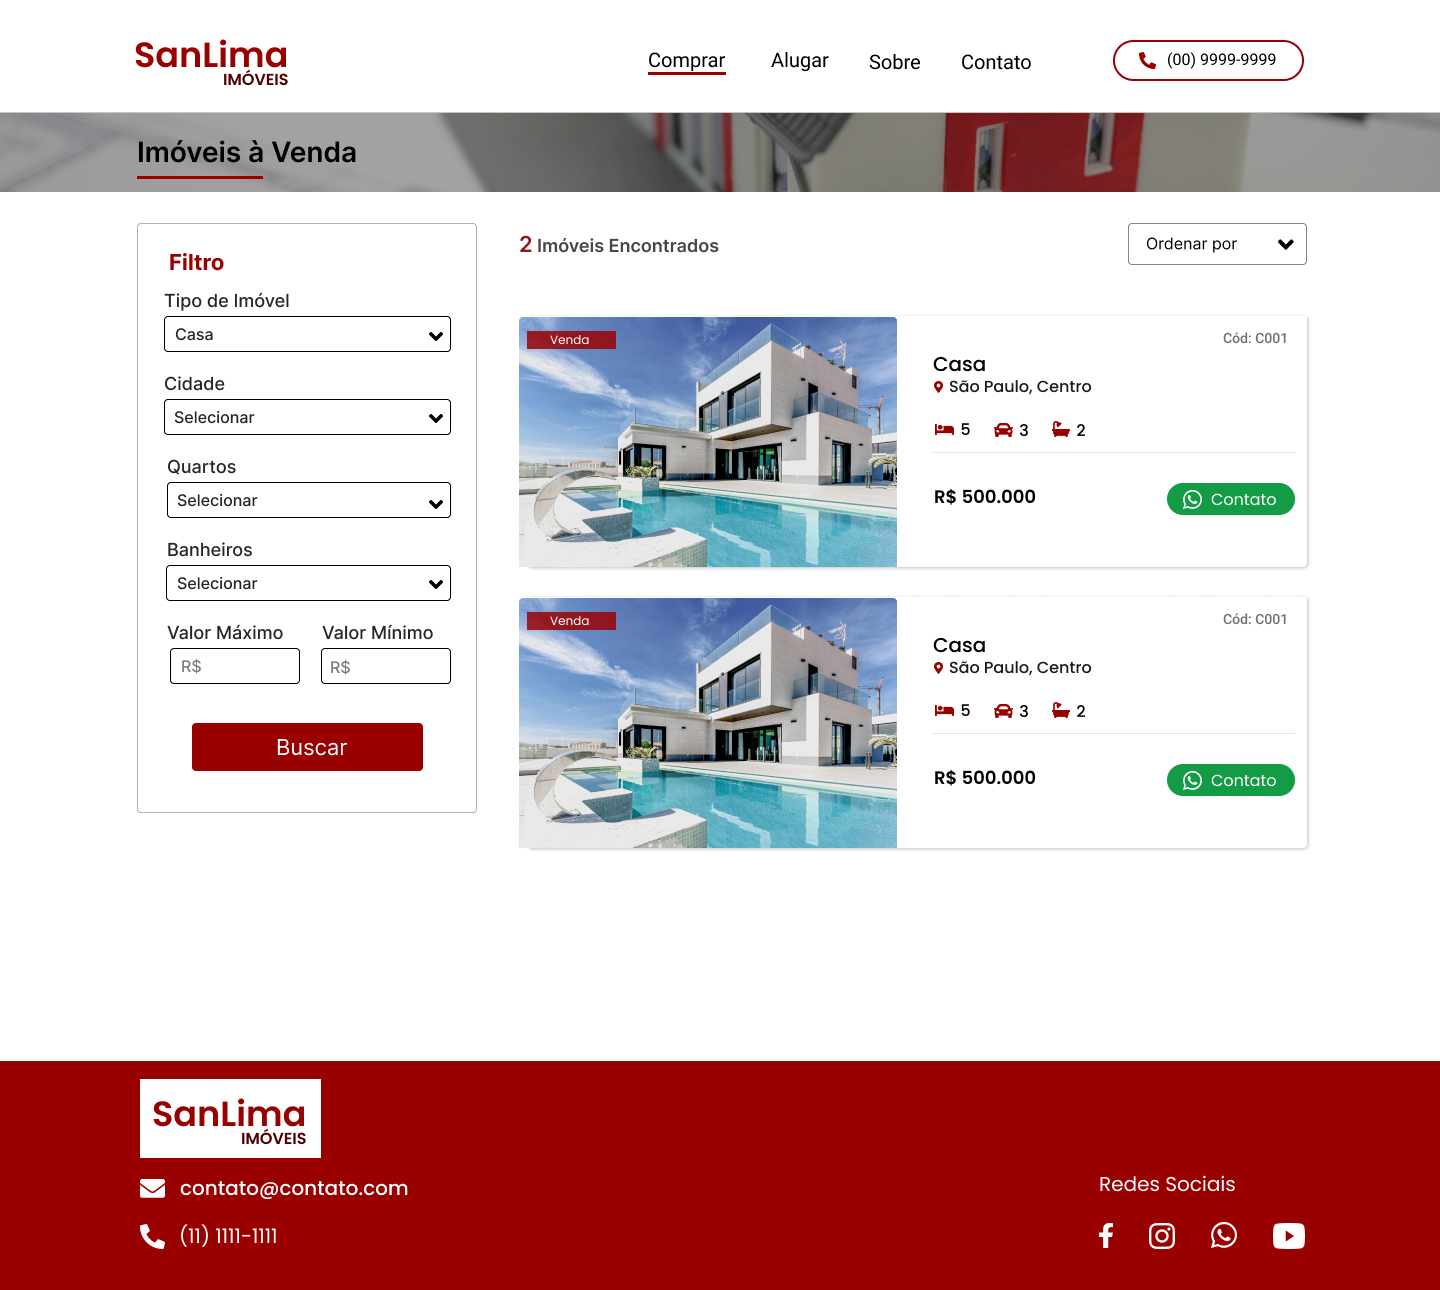 SanLima
IMÓVEIS
Comprar Alugar Sobre Contato (00) 9999-9999
Imóveis à Venda
Filtro
Tipo de Imóvel
Casa
Cidade
Selecionar
Quartos
Selecionar
Banheiros
Selecionar
Valor Máximo Valor Mínimo
R$ R$
Buscar
2 Imóveis Encontrados
Ordenar por
Venda
Cód: C001
Casa
São Paulo, Centro
5 3 2
R$ 500.000
Contato
Venda
Cód: C001
Casa
São Paulo, Centro
5 3 2
R$ 500.000
Contato
SanLima
IMÓVEIS
contato@contato.com
(11) 1111-1111
Redes Sociais